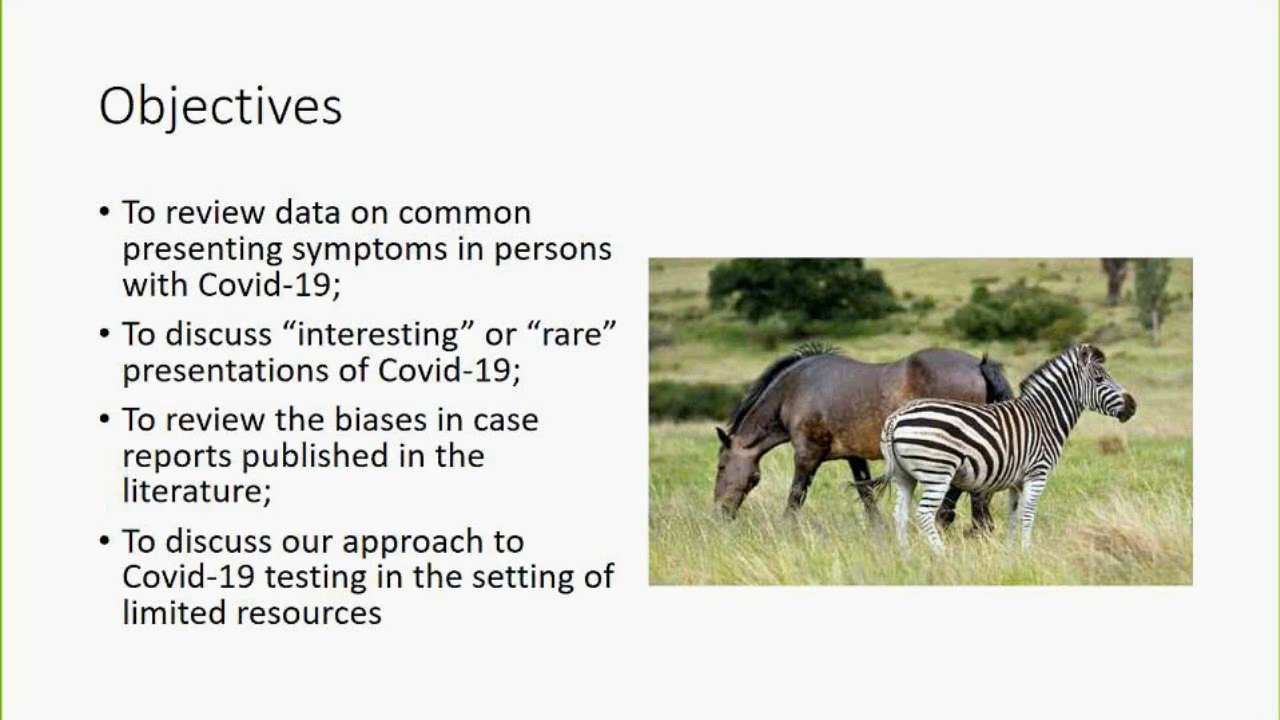 Objectives
• To review data on common
presenting symptoms in persons
with Covid-19;
• To discuss “interesting” or “rare”
presentations of Covid-19;
• To review the biases in case
reports published in the
literature;
• To discuss our approach to
Covid-19 testing in the setting of
limited resources